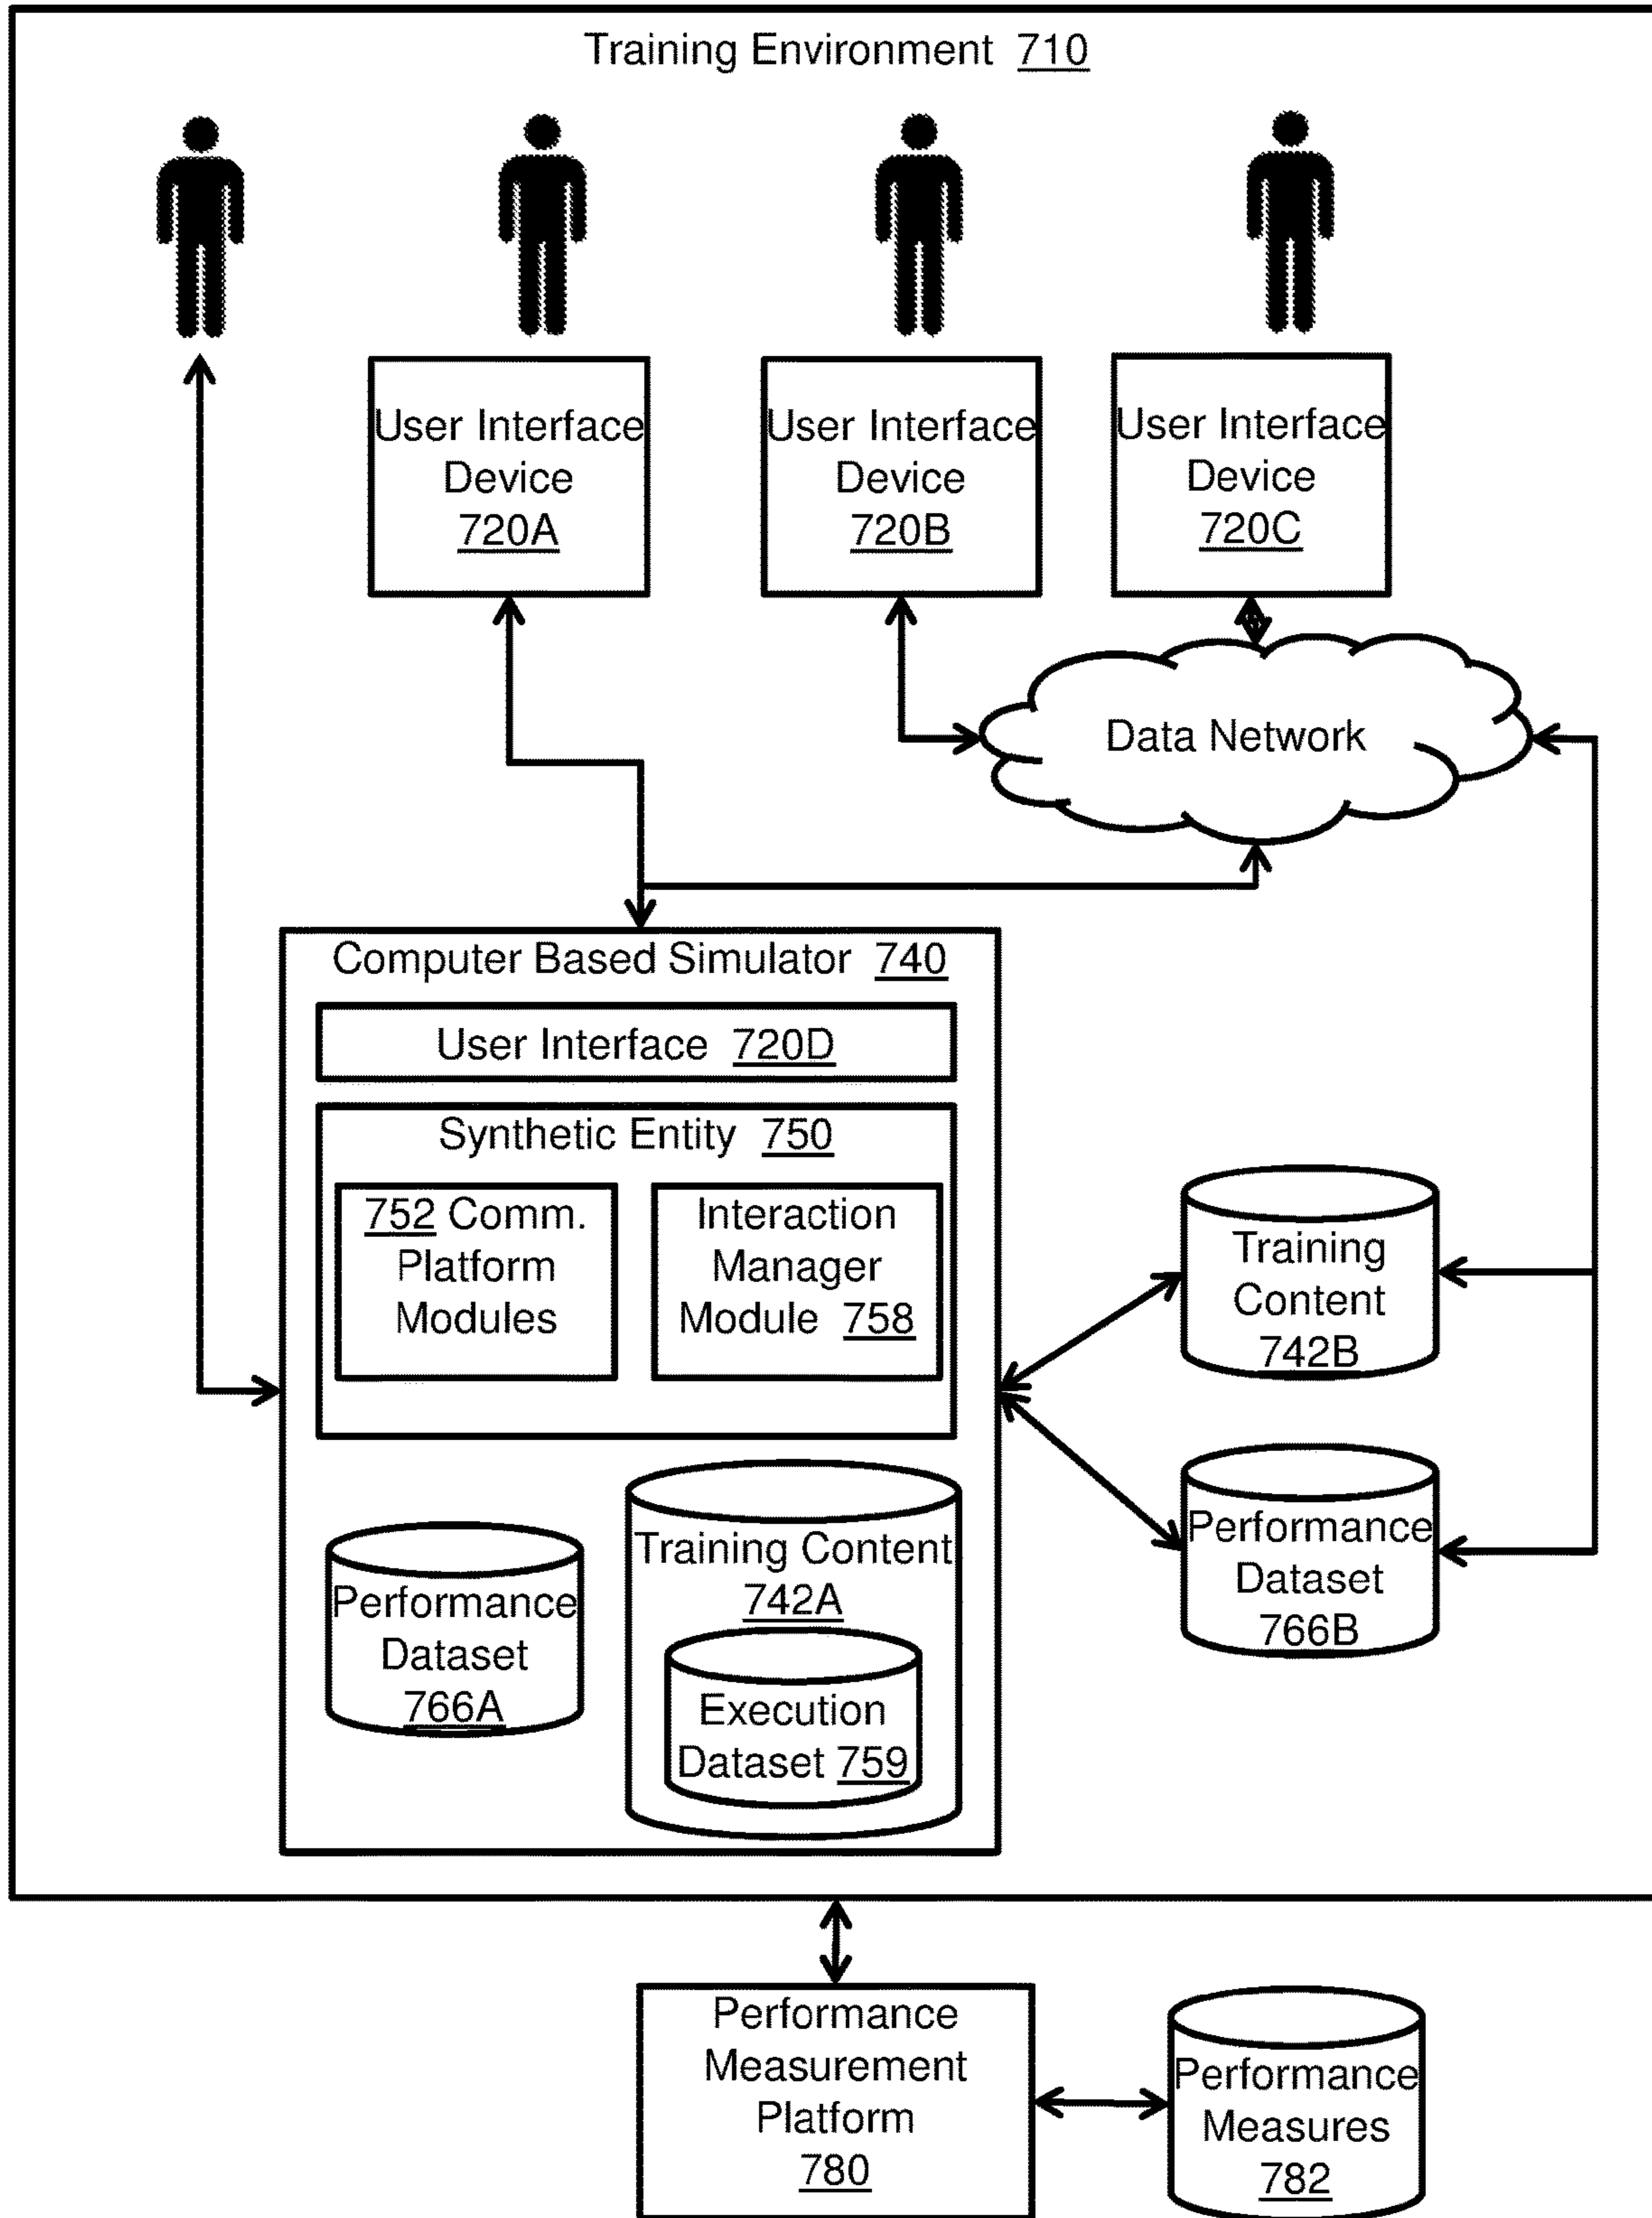 Training Environment 710
User Interface
Device
720A
User Interface
Device
720B
User Interface
Device
720C
Data Network
Computer Based Simulator 740
User Interface 720D
Synthetic Entity 750
752 Comm.
Platform
Modules
Interaction
Manager
Module 758
Training
Content
742B
Performance
Dataset
766B
Performance
Dataset
766A
Training Content
742A
Execution
Dataset 759
Performance
Measurement
Platform
780
Performance
Measures
782